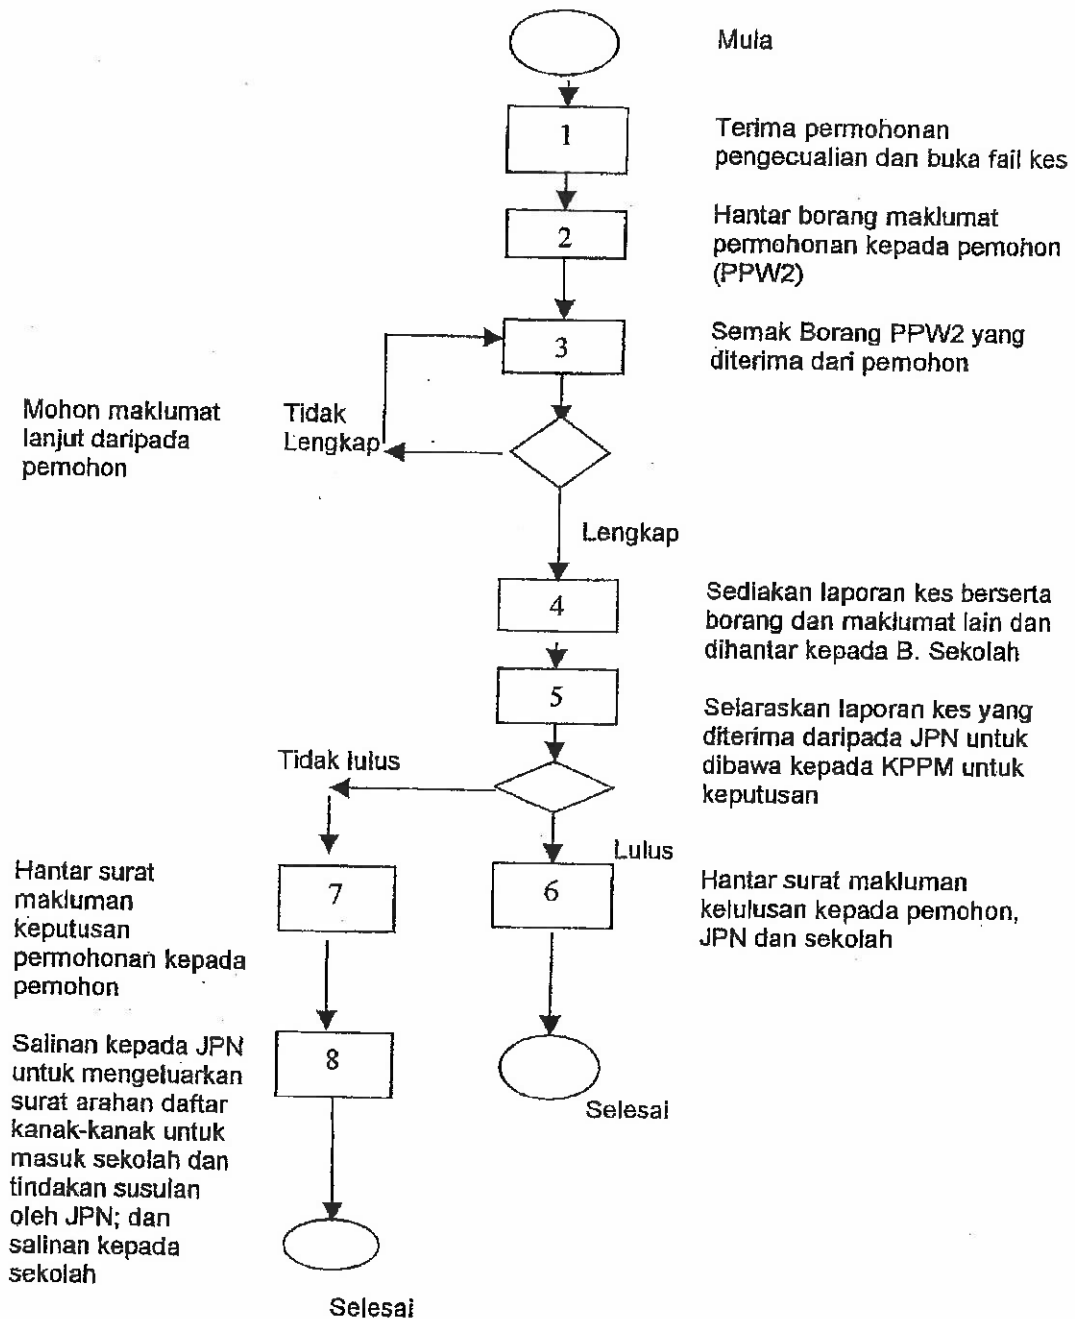 Mula
1
Terima permohonan
pengecualian dan buka fail kes
2
Hantar borang maklumat
permohonan kepada pemohon
(PPW2)
3
Semak Borang PPW2 yang
diterima dari pemohon
Mohon maklumat
lanjut daripada
pemohon
Tidak
Lengkap
Lengkap
4
Sediakan laporan kes berserta
borang dan maklumat lain dan
dihantar kepada B. Sekolah
5
Selaraskan laporan kes yang
diterima daripada JPN untuk
dibawa kepada KPPM untuk
keputusan
Tidak lulus
Lulus
6
Hantar surat makluman
kelulusan kepada pemohon,
JPN dan sekolah
Selesai
7
Hantar surat
makluman
keputusan
permohonan kepada
pemohon
8
Salinan kepada JPN
untuk mengeluarkan
surat arahan daftar
kanak-kanak untuk
masuk sekolah dan
tindakan susulan
oleh JPN; dan
salinan kepada
sekolah
Selesai